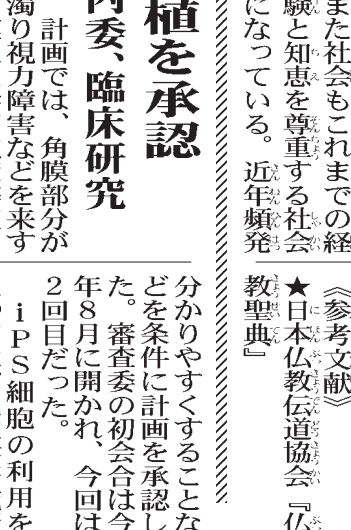 また社会もこれまでの経
験と知恵を尊重する社会
になっている。近年頻発
《参考文献》
★日本仏教伝道協会『仏
教聖典』
植を承認
内委、臨床研究
計画では、角膜部分が
濁り視力障害などを来す
分かりやすくすることな
どを条件に計画を承認し
た。審査委の初会合は今
年8月に開かれ、今回は
2回目だった。
iPS細胞の利用を